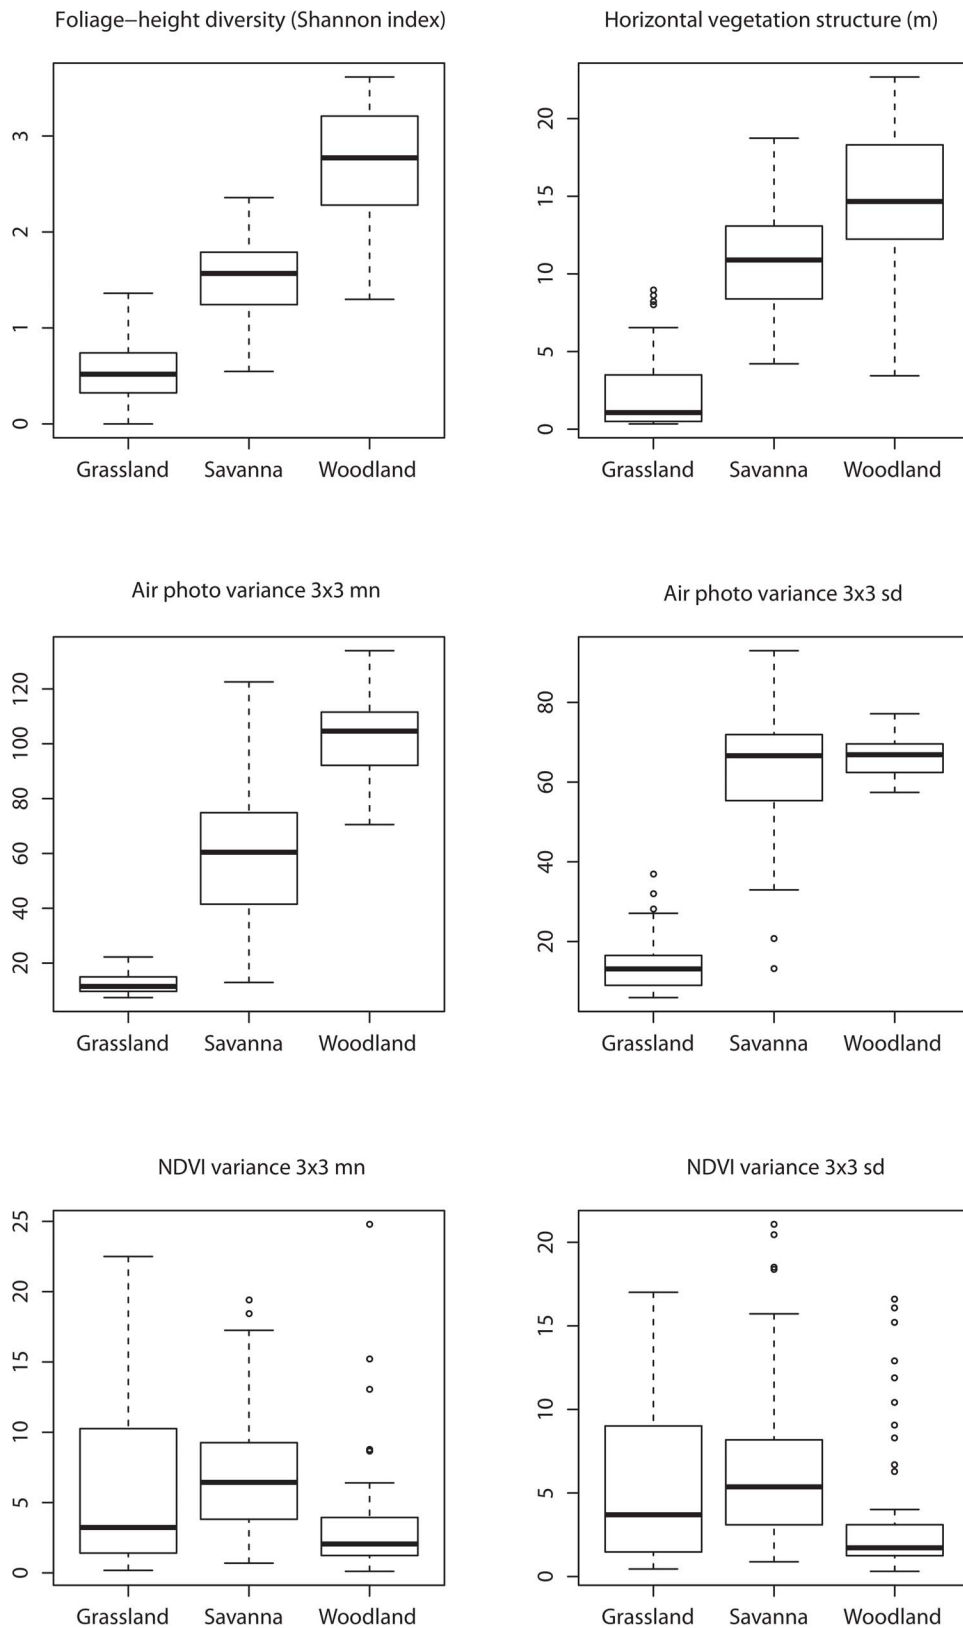 Foliage–height diversity (Shannon index)
0
1
2
3
Grassland Savanna Woodland
Horizontal vegetation structure (m)
0
5
10
15
20
Grassland Savanna Woodland
Air photo variance 3x3 mn
20
40
60
80
100
120
Grassland Savanna Woodland
Air photo variance 3x3 sd
20
40
60
80
Grassland Savanna Woodland
NDVI variance 3x3 mn
0
5
10
15
20
25
Grassland Savanna Woodland
NDVI variance 3x3 sd
0
5
10
15
20
Grassland Savanna Woodland